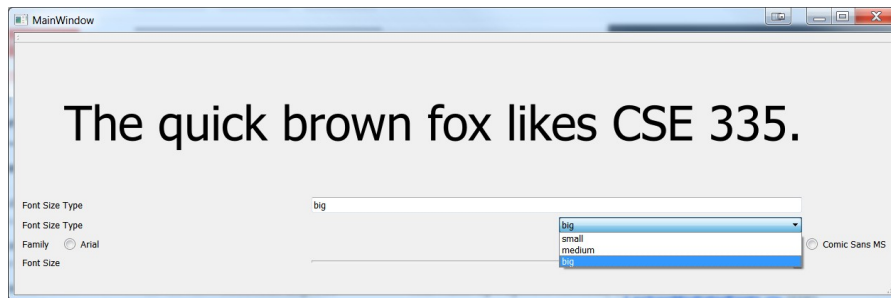 MainWindow
The quick brown fox likes CSE 335.
Font Size Type big
Font Size Type big
small
medium
big
Family Arial Comic Sans MS
Font Size